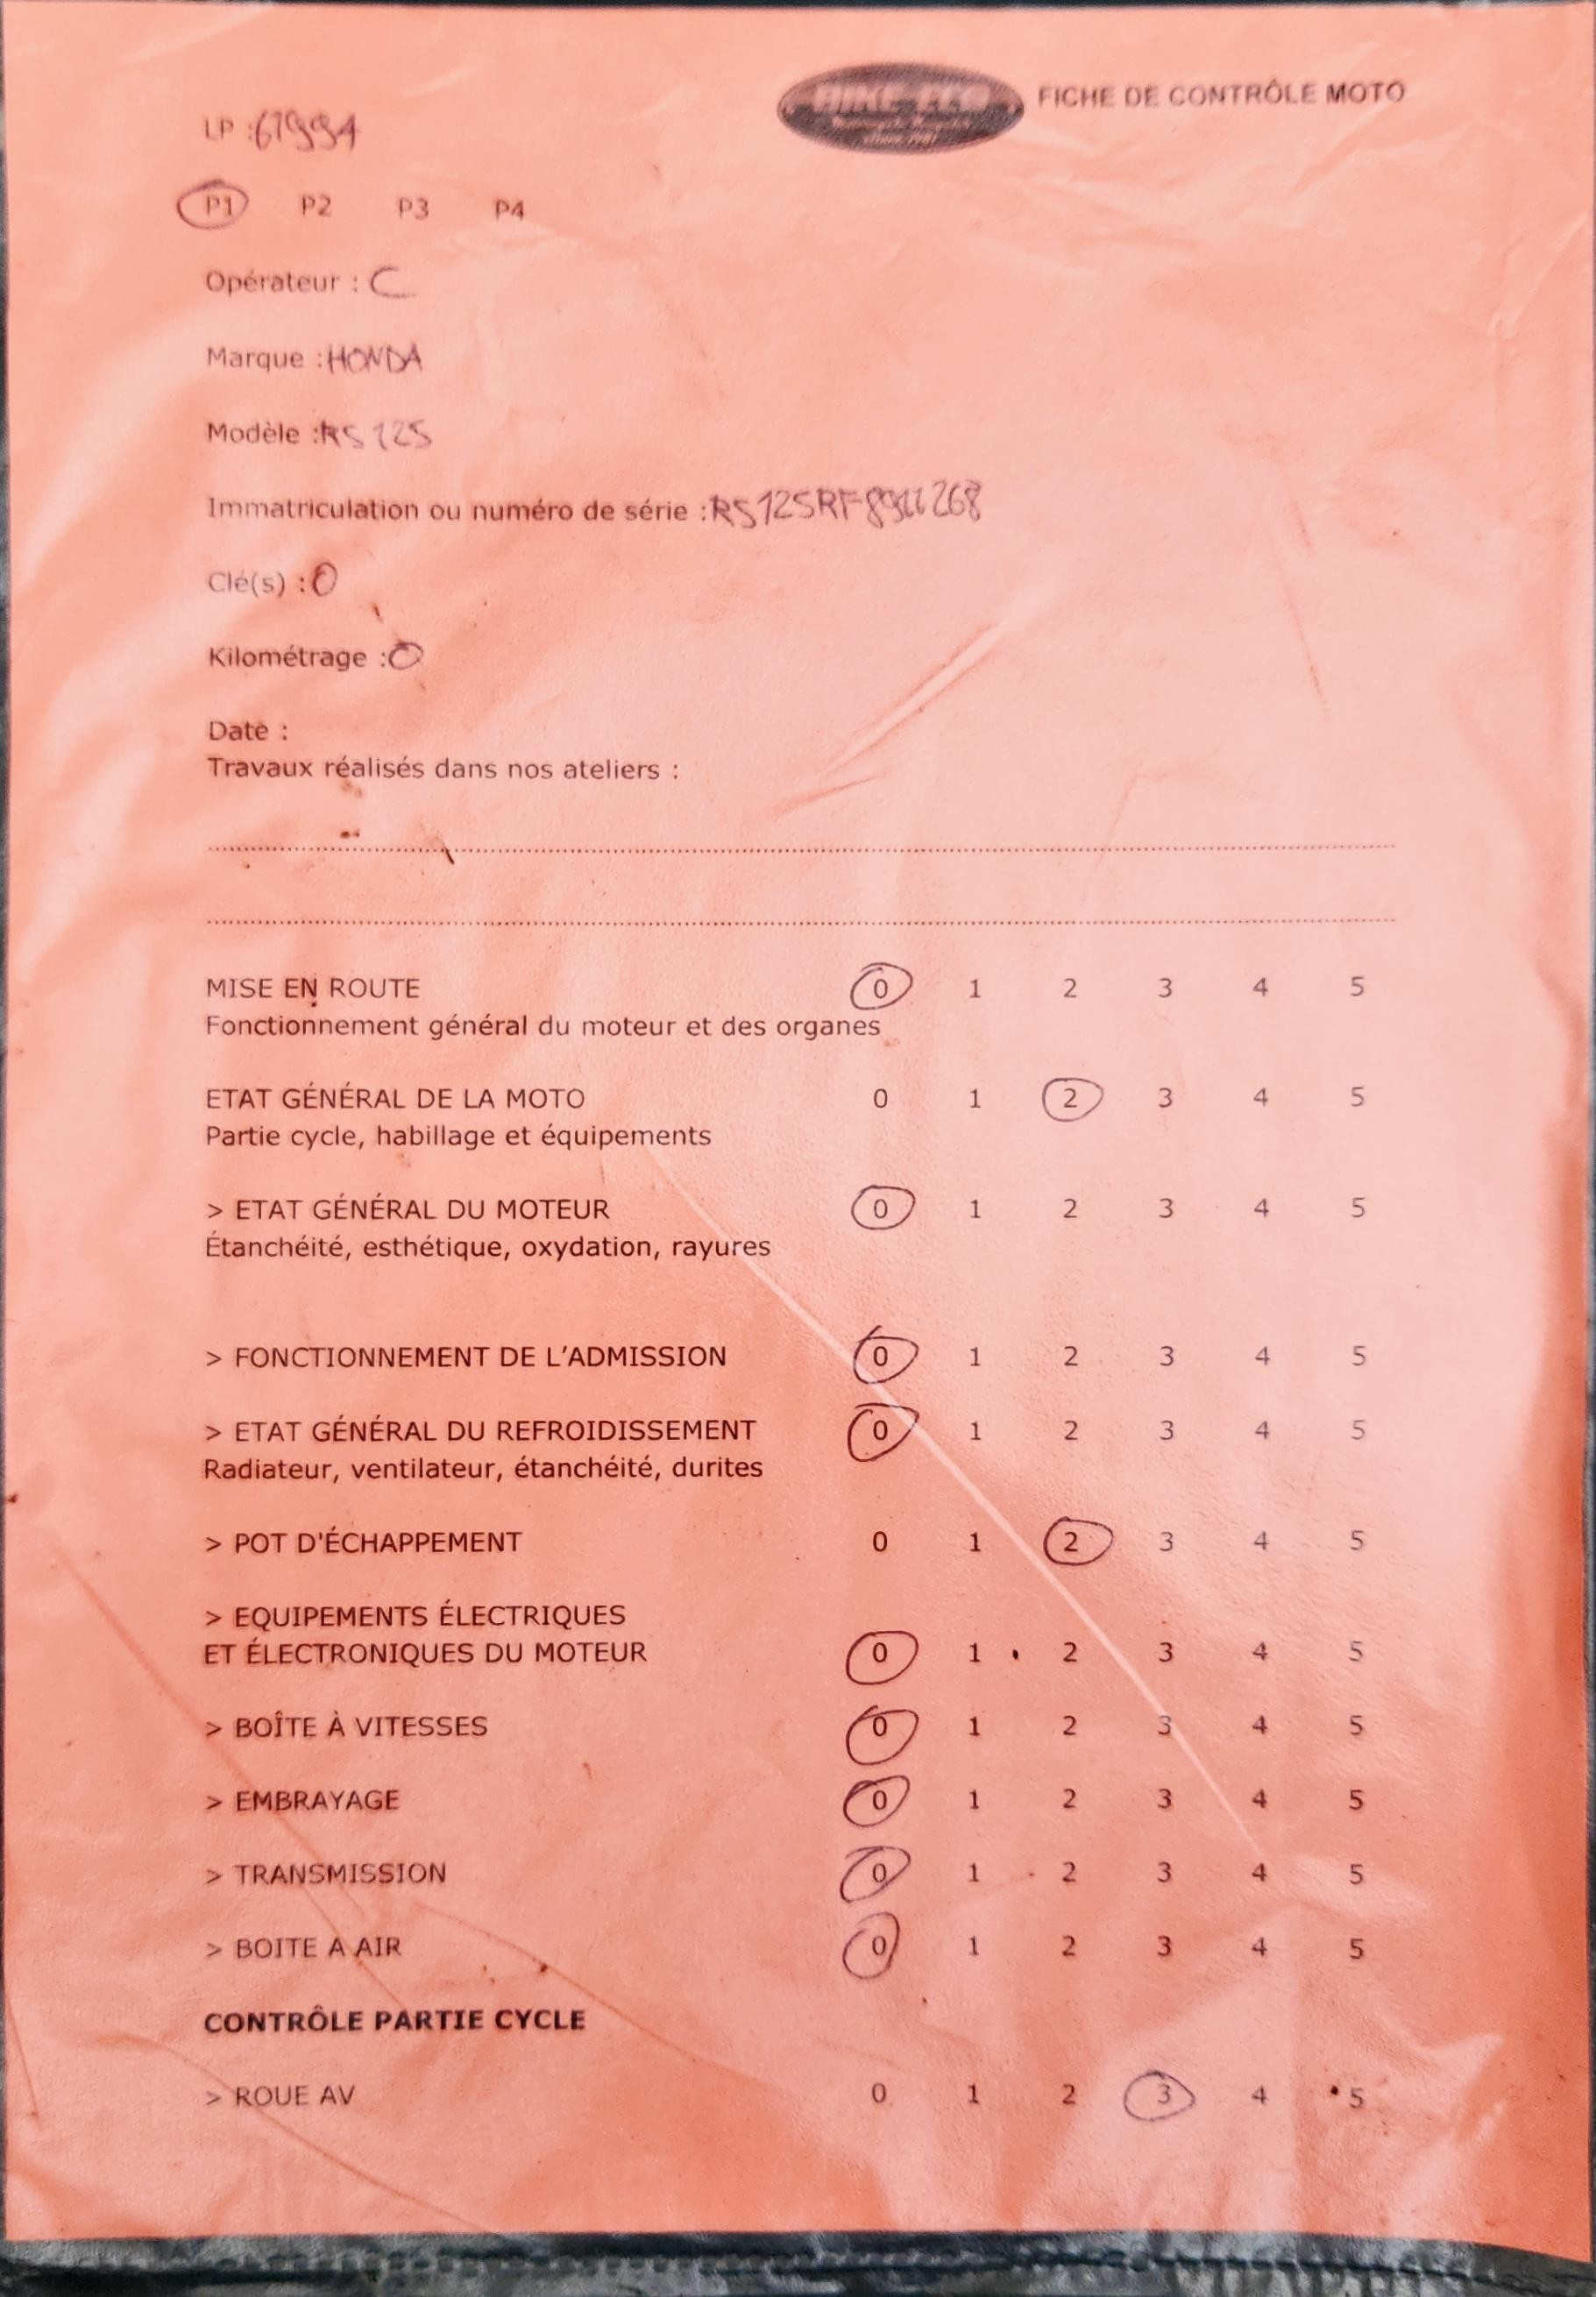 FICHE DE CONTRÔLE MOTO
LP : 61994
P1 P2 P3 P4
Opérateur : C
Marque : HONDA
Modèle : RS 125
Immatriculation ou numéro de série :
Clé(s) : 0
Kilométrage : 0
Date :
Travaux réalisés dans nos ateliers :
MISE EN ROUTE 0 1 2 3 4 5
Fonctionnement général du moteur et des organes
ETAT GÉNÉRAL DE LA MOTO 0 1 2 3 4 5
Partie cycle, habillage et équipements
> ETAT GÉNÉRAL DU MOTEUR 0 1 2 3 4 5
Étanchéité, esthétique, oxydation, rayures
> FONCTIONNEMENT DE L'ADMISSION 0 1 2 3 4 5
> ETAT GÉNÉRAL DU REFROIDISSEMENT 0 1 2 3 4 5
Radiateur, ventilateur, étanchéité, durites
> POT D'ÉCHAPPEMENT 0 1 2 3 4 5
> EQUIPEMENTS ÉLECTRIQUES
ET ÉLECTRONIQUES DU MOTEUR 0 1 2 3 4 5
> BOÎTE À VITESSES 0 1 2 3 4 5
> EMBRAYAGE 0 1 2 3 4 5
> TRANSMISSION 0 1 2 3 4 5
> BOITE A AIR 0 1 2 3 4 5
CONTRÔLE PARTIE CYCLE
> ROUE AV 0 1 2 3 4 5